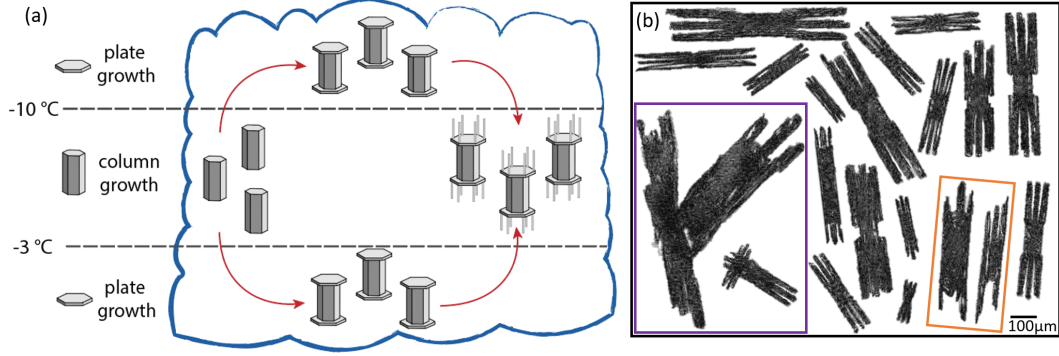 (a)
plate
growth
-10 °C
column
growth
-3 °C
plate
growth
(b)
100μm